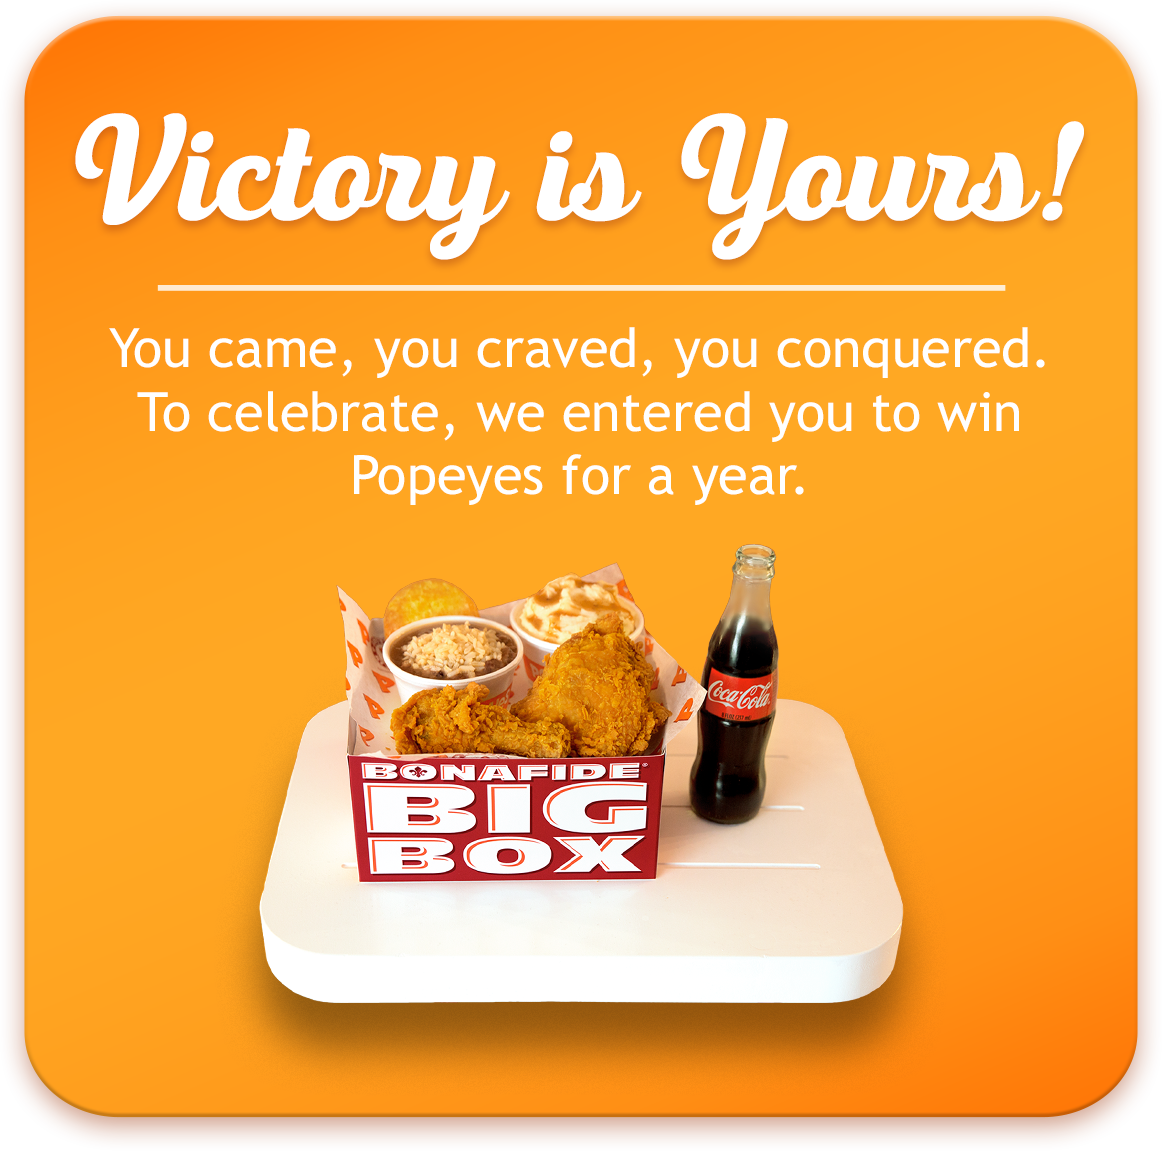 Victory is Yours!
You came, you craved, you conquered.
To celebrate, we entered you to win
Popeyes for a year.
Coca-Cola
BONAFIDE®
BIG
BOX